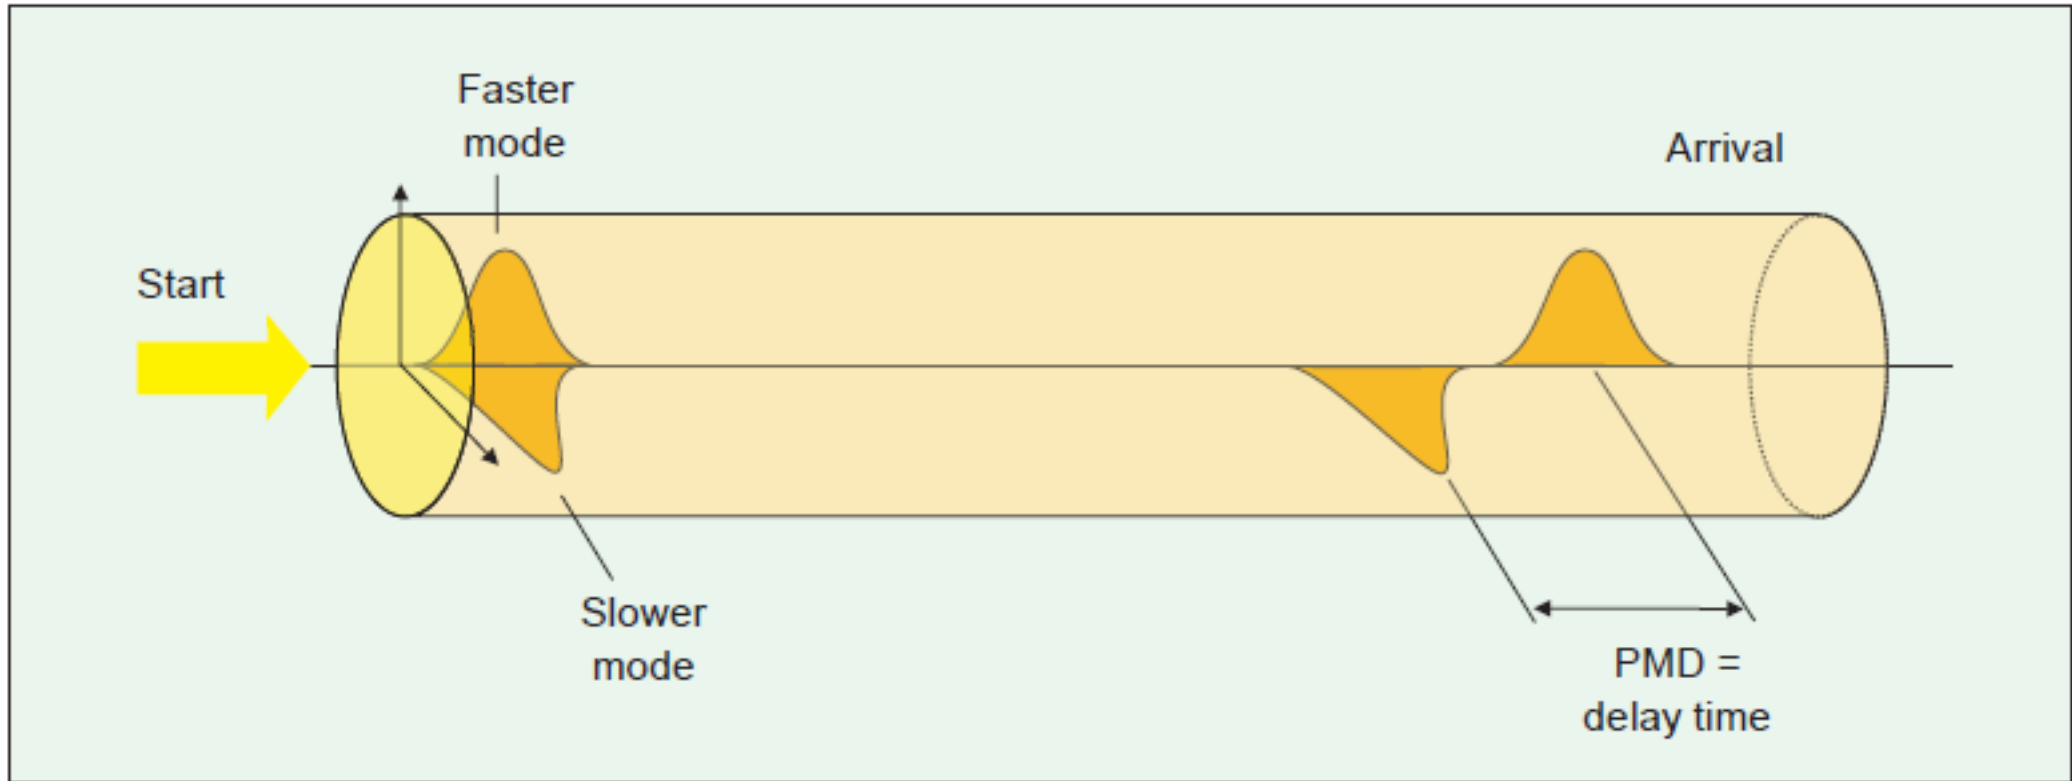 Faster
mode
Arrival
Start
Slower
mode
PMD =
delay time